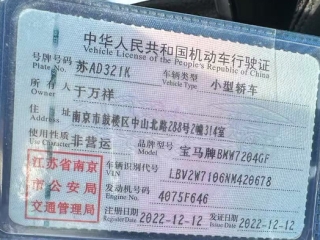 中华人民共和国机动车行驶证
Vehicle License of the People's Republic of China
号牌号码 苏AD321K 车辆类型 小型轿车
Plate No. Vehicle Type
所有人 于万祥
Owner
住址 南京市鼓楼区中山北路288号2幢314室
Address
使用性质 非营运 品牌型号 宝马牌BMW7204GF
Use Character Model
江苏省南京 车辆识别代号 LBV2W7106NM420678
VIN
市公安局 发动机号码 4075F646
Engine No.
交通管理局 注册日期 2022-12-12 发证日期 2022-12-12
Register Date Issue Date